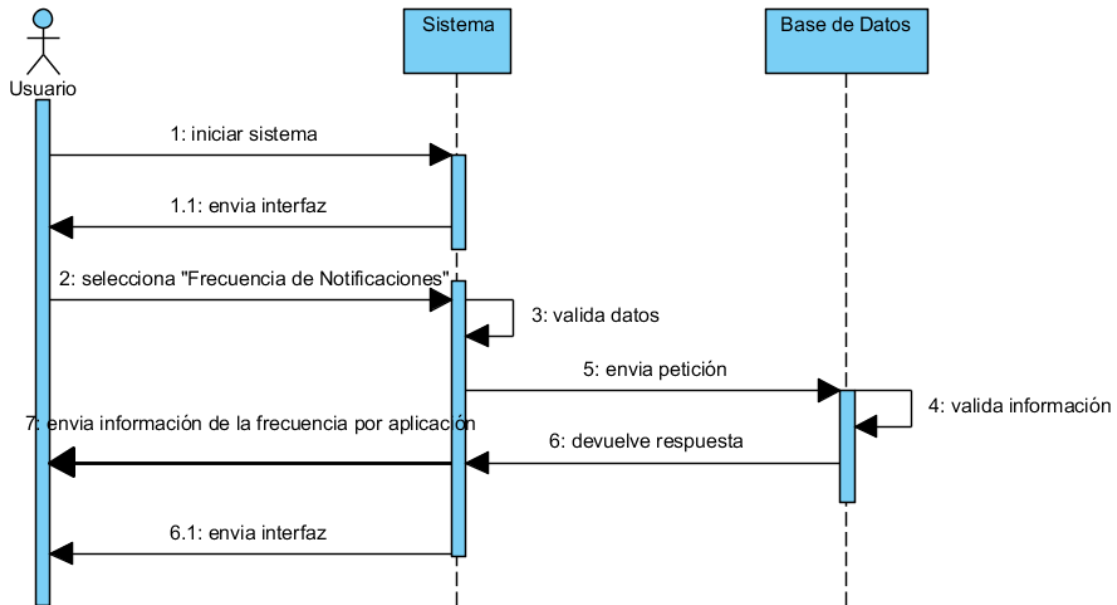 Usuario
Sistema
Base de Datos
1: iniciar sistema
1.1: envia interfaz
2: selecciona "Frecuencia de Notificaciones"
3: valida datos
5: envia petición
4: valida información
7: envia información de la frecuencia por aplicación
6: devuelve respuesta
6.1: envia interfaz